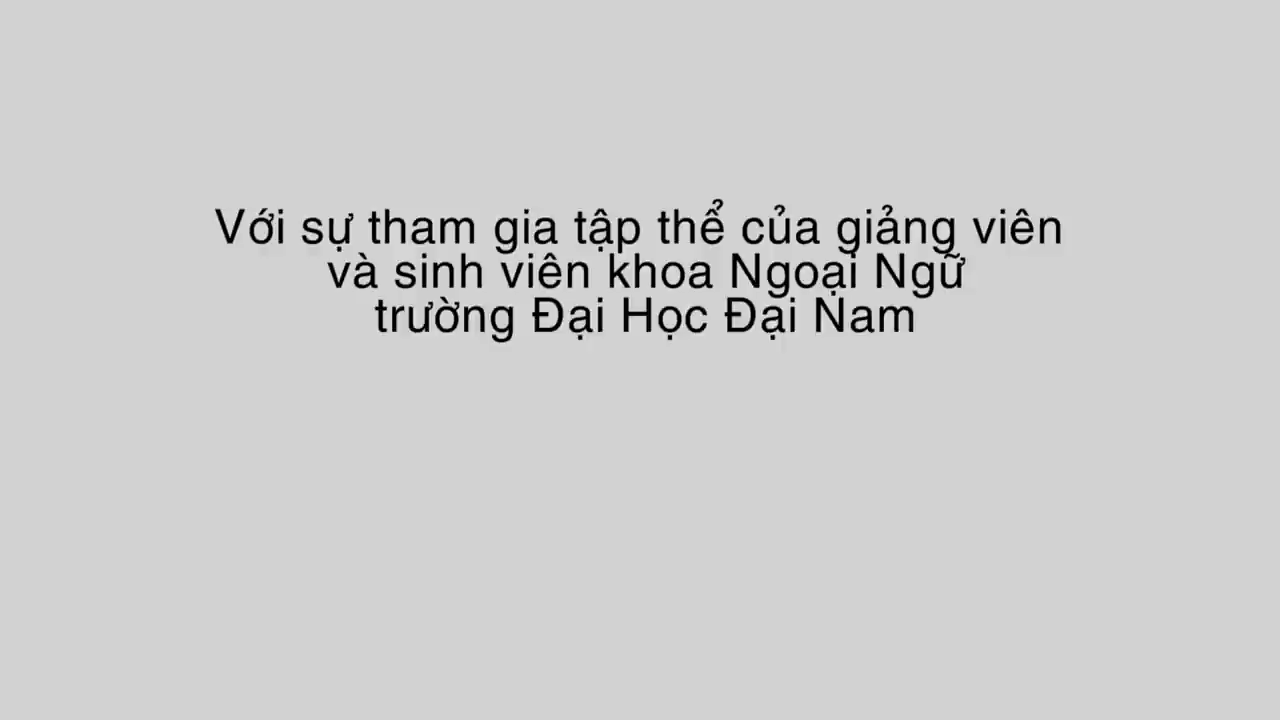 Với sự tham gia tập thể của giảng viên
và sinh viên khoa Ngoại Ngữ
trường Đại Học Đại Nam